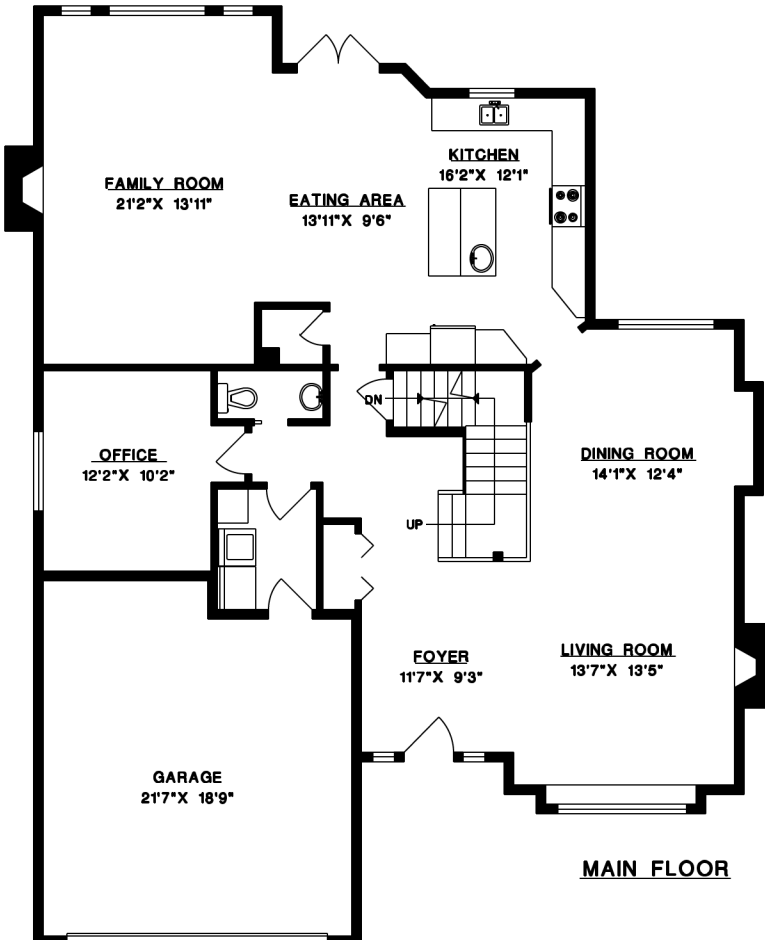 KITCHEN
16'2"X 12'1"
FAMILY ROOM
21'2"X 13'11"
EATING AREA
13'11"X 9'6"
DN
OFFICE
12'2"X 10'2"
DINING ROOM
14'1"X 12'4"
UP
FOYER
11'7"X 9'3"
LIVING ROOM
13'7"X 13'5"
GARAGE
21'7"X 18'9"
MAIN FLOOR